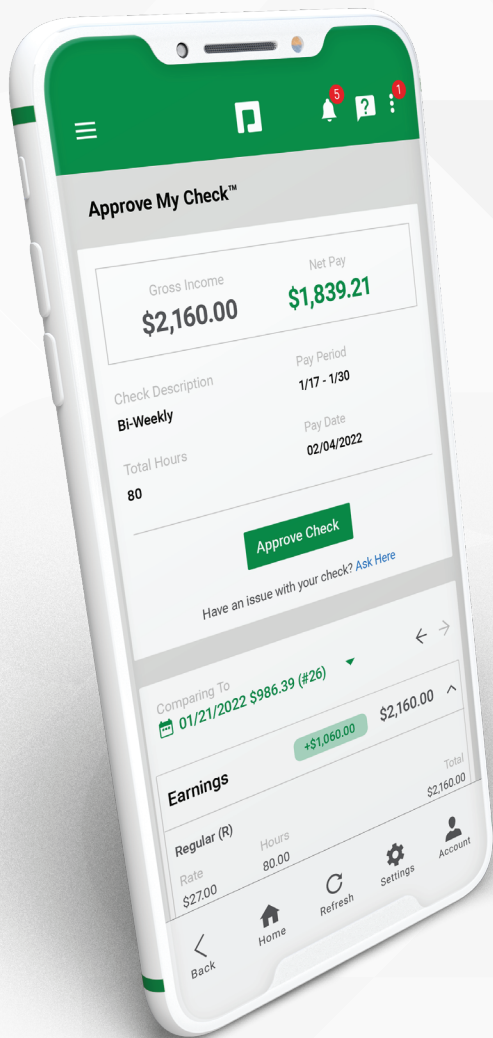 5
?
1
Approve My Check™
Gross Income
Net Pay
$2,160.00
$1,839.21
Check Description
Pay Period
Bi-Weekly
1/17 - 1/30
Total Hours
Pay Date
80
02/04/2022
Approve Check
Have an issue with your check? Ask Here
Comparing To
01/21/2022 $986.39 (#26)
Earnings
+$1,060.00
$2,160.00
Regular (R)
Rate
Hours
Total
$27.00
80.00
$2,160.00
Back
Home
Refresh
Settings
Account